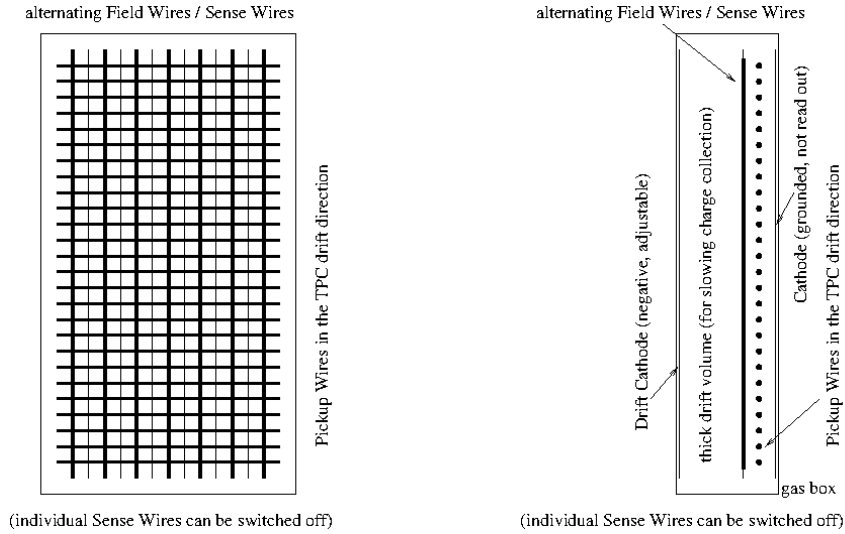 alternating Field Wires / Sense Wires
Pickup Wires in the TPC drift direction
(individual Sense Wires can be switched off)
alternating Field Wires / Sense Wires
Drift Cathode (negative, adjustable)
thick drift volume (for slowing charge collection)
Cathode (grounded, not read out)
Pickup Wires in the TPC drift direction
gas box
(individual Sense Wires can be switched off)